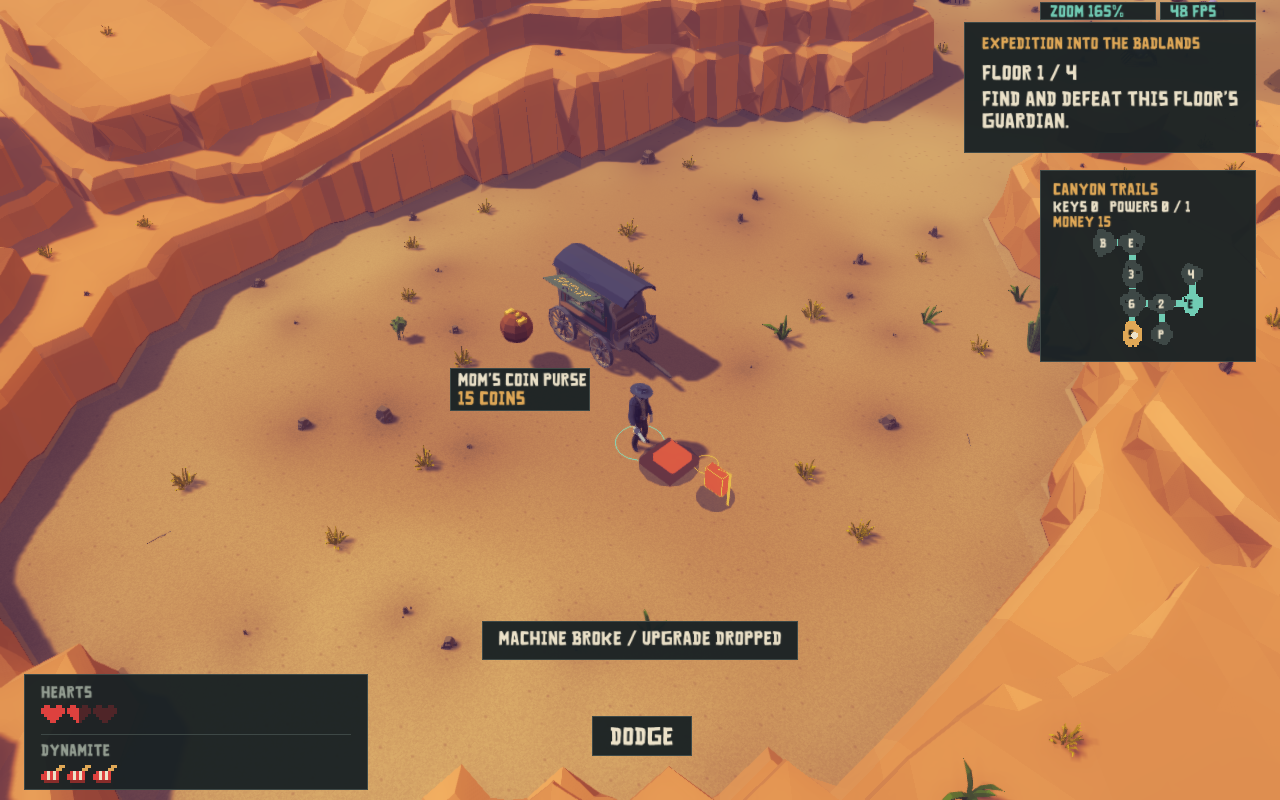 ZOOM 165%
48 FPS
EXPEDITION INTO THE BADLANDS
FLOOR 1 / 4
FIND AND DEFEAT THIS FLOOR'S
GUARDIAN.
CANYON TRAILS
KEYS 0 POWERS 0 / 1
MONEY 15
B E
3 4
6 2 E
P
MOM'S COIN PURSE
15 COINS
MACHINE BROKE / UPGRADE DROPPED
DODGE
HEARTS
DYNAMITE